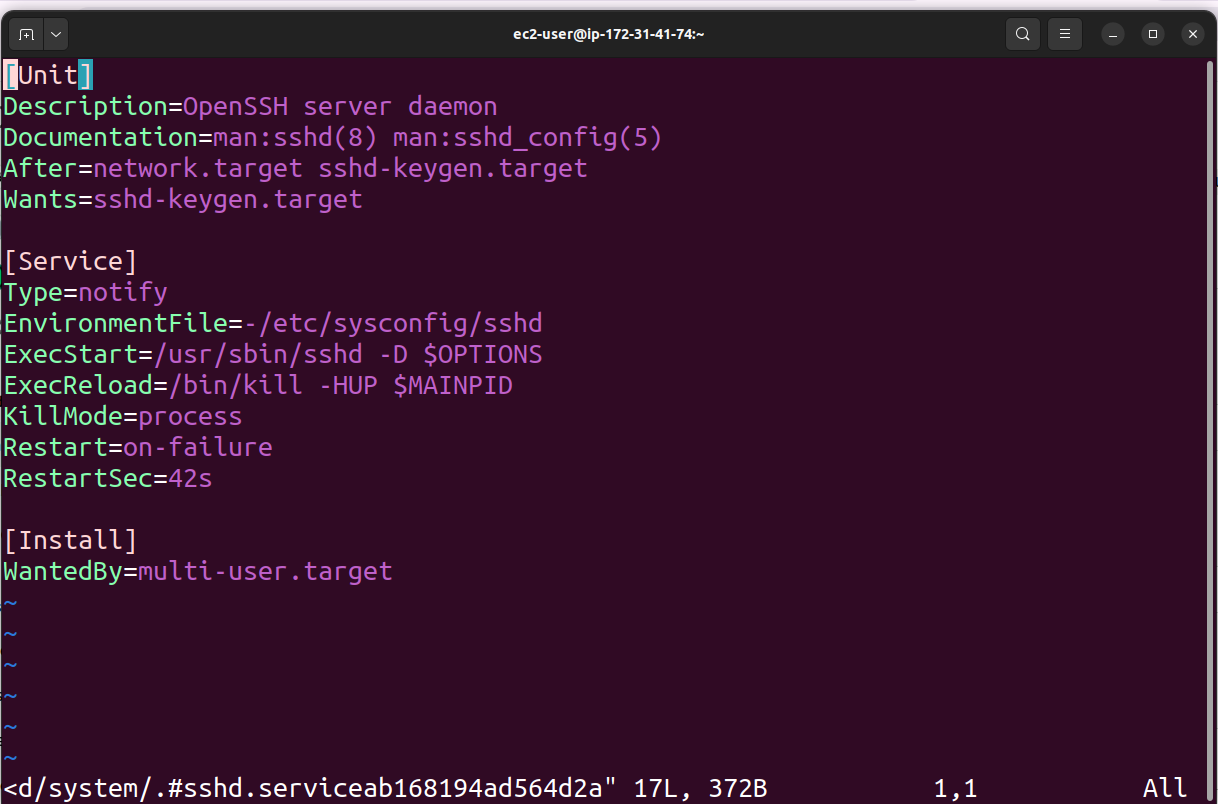 ec2-user@ip-172-31-41-74:~
[Unit]
Description=OpenSSH server daemon
Documentation=man:sshd(8) man:sshd_config(5)
After=network.target sshd-keygen.target
Wants=sshd-keygen.target
[Service]
Type=notify
EnvironmentFile=-/etc/sysconfig/sshd
ExecStart=/usr/sbin/sshd -D $OPTIONS
ExecReload=/bin/kill -HUP $MAINPID
KillMode=process
Restart=on-failure
RestartSec=42s
[Install]
WantedBy=multi-user.target
~
~
~
~
~
~
<d/system/.#sshd.serviceab168194ad564d2a" 17L, 372B 1,1 All